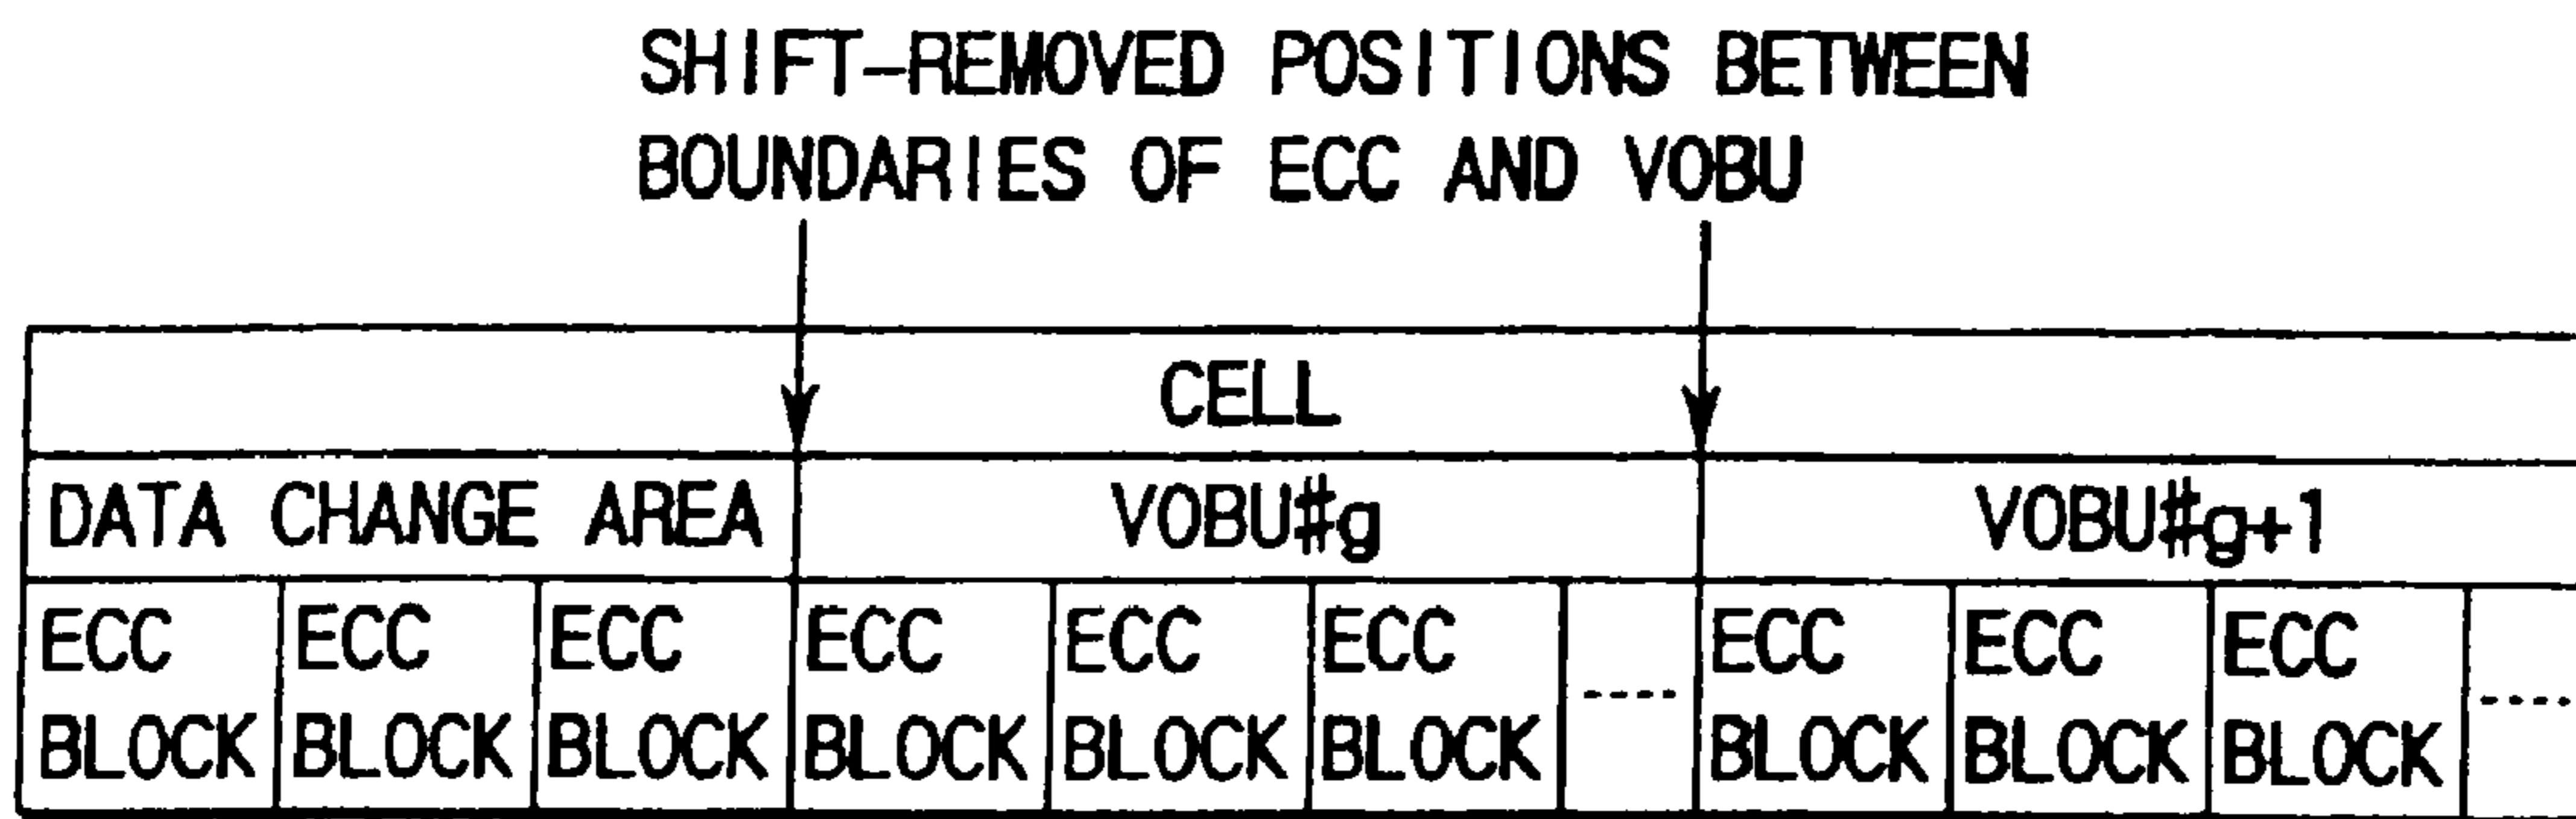 SHIFT-REMOVED POSITIONS BETWEEN
BOUNDARIES OF ECC AND VOBU
CELL
DATA CHANGE AREA VOBU#g VOBU#g+1
ECC ECC ECC ECC ECC ECC ECC ECC ECC
BLOCK BLOCK BLOCK BLOCK BLOCK BLOCK ----- BLOCK BLOCK BLOCK -----